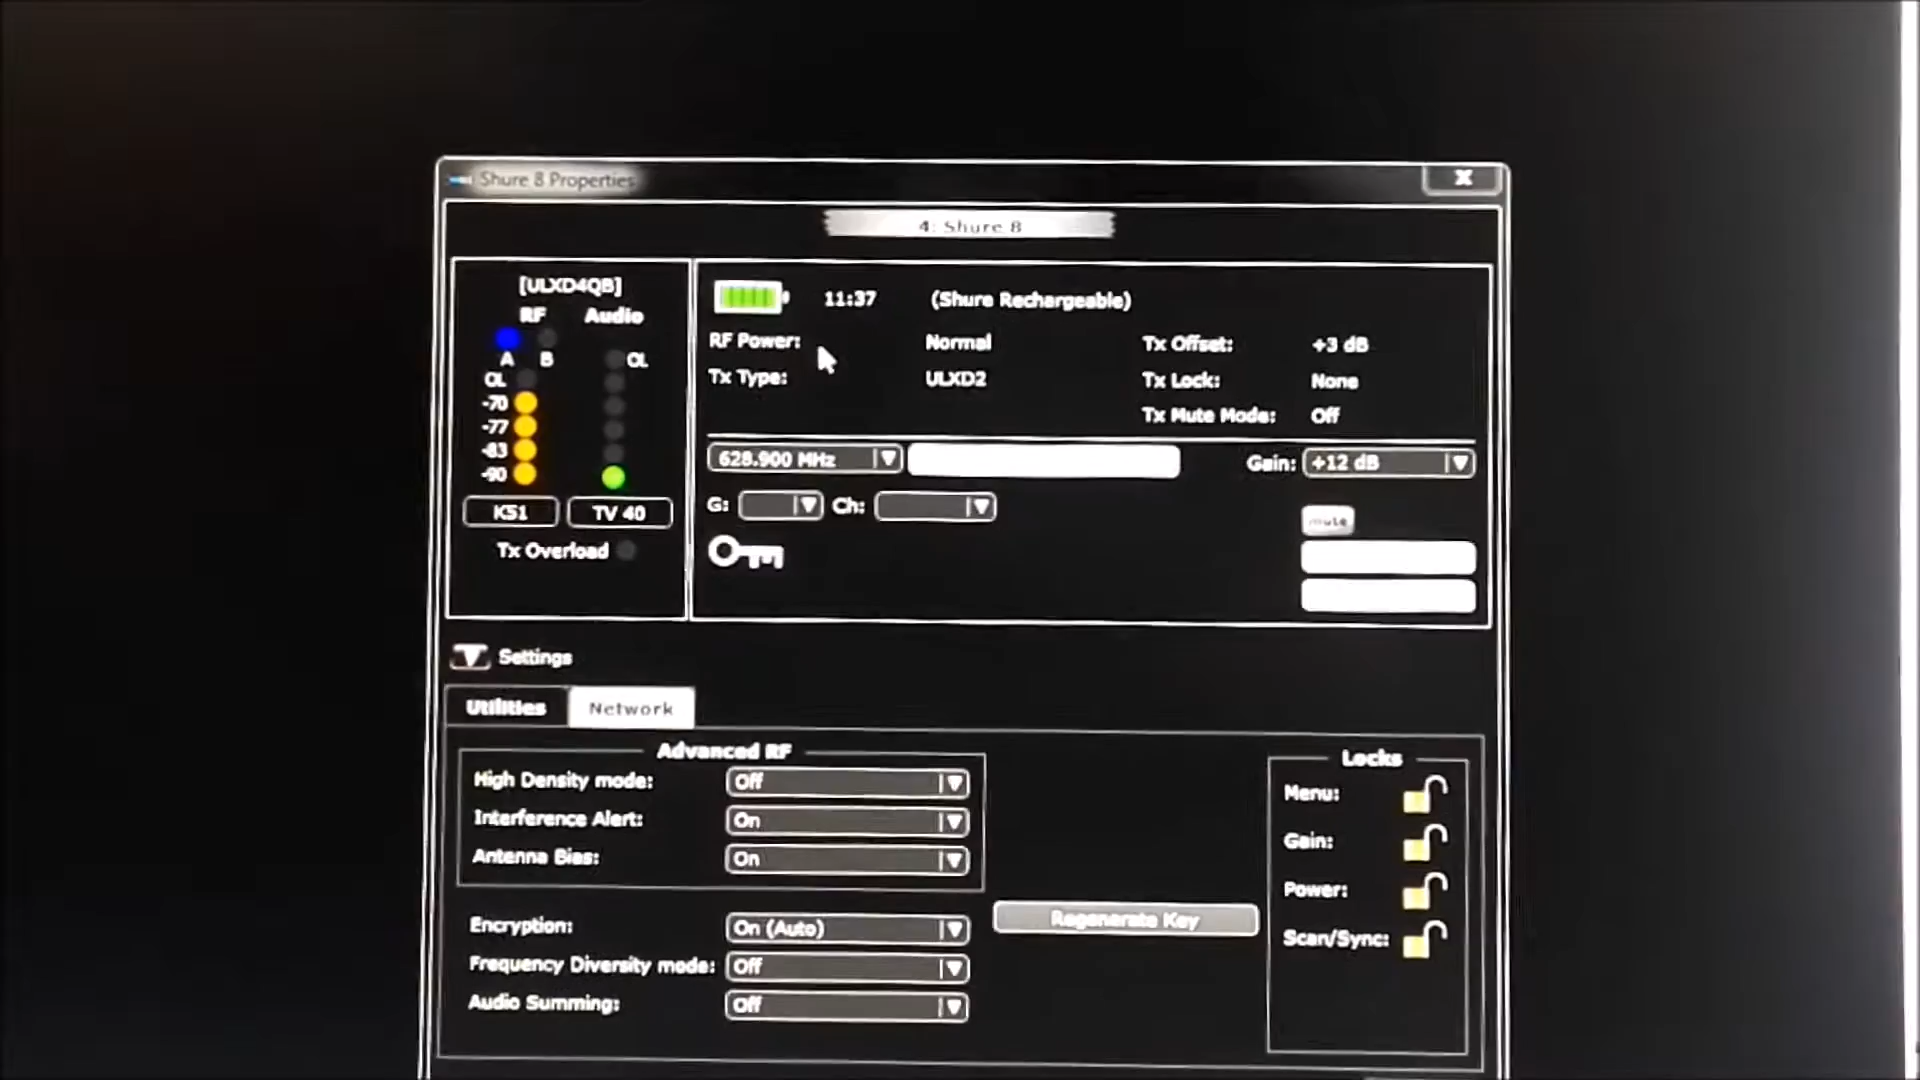 Shure 8 Properties
X
4: Shure 8
[ULXD4QB]
RF Audio
A B OL
OL
-70
-77
-83
-90
K51 TV 40
Tx Overload
11:37 (Shure Rechargeable)
RF Power: Normal Tx Offset: +3 dB
Tx Type: ULXD2 Tx Lock: None
Tx Mute Mode: Off
628.900 MHz Gain: +12 dB
G: Ch:
mute
Settings
Utilities Network
Advanced RF
High Density mode: Off
Interference Alert: On
Antenna Bias: On
Encryption: On (Auto) Regenerate Key
Frequency Diversity mode: Off
Audio Summing: Off
Locks
Menu:
Gain:
Power:
Scan/Sync: